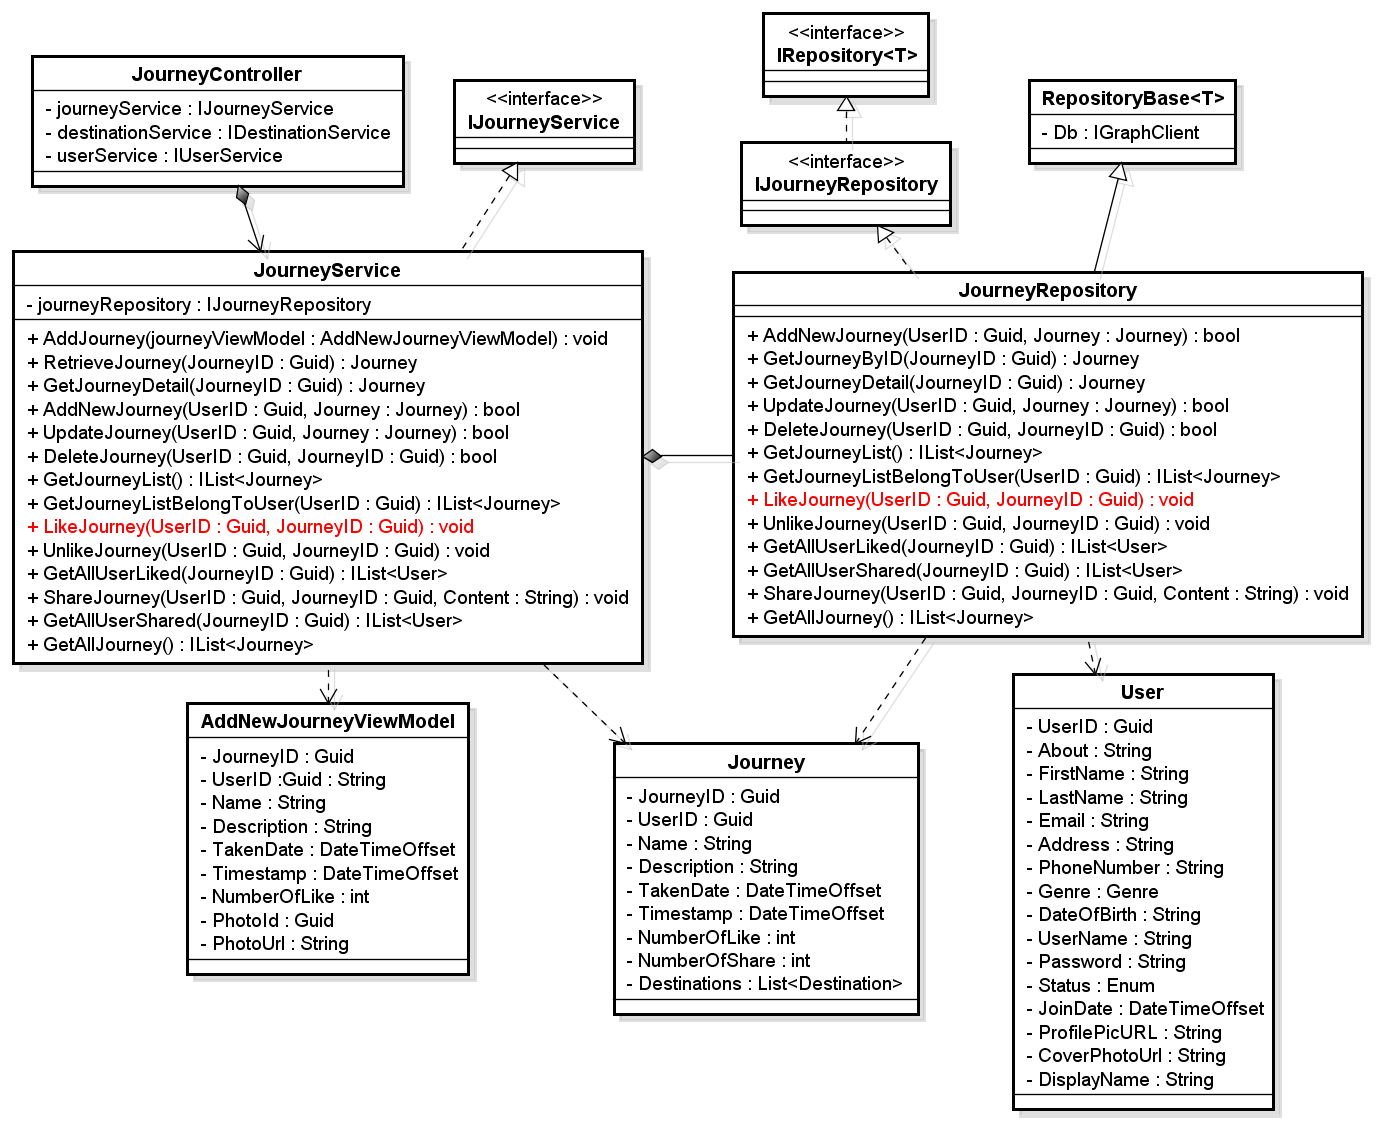 JourneyController
- journeyService : IJourneyService
- destinationService : IDestinationService
- userService : IUserService
<<interface>>
IJourneyService
<<interface>>
IRepository<T>
<<interface>>
IJourneyRepository
RepositoryBase<T>
- Db : IGraphClient
JourneyService
- journeyRepository : IJourneyRepository
+ AddJourney(journeyViewModel : AddNewJourneyViewModel) : void
+ RetrieveJourney(JourneyID : Guid) : Journey
+ GetJourneyDetail(JourneyID : Guid) : Journey
+ AddNewJourney(UserID : Guid, Journey : Journey) : bool
+ UpdateJourney(UserID : Guid, Journey : Journey) : bool
+ DeleteJourney(UserID : Guid, JourneyID : Guid) : bool
+ GetJourneyList() : IList<Journey>
+ GetJourneyListBelongToUser(UserID : Guid) : IList<Journey>
+ LikeJourney(UserID : Guid, JourneyID : Guid) : void
+ UnlikeJourney(UserID : Guid, JourneyID : Guid) : void
+ GetAllUserLiked(JourneyID : Guid) : IList<User>
+ ShareJourney(UserID : Guid, JourneyID : Guid, Content : String) : void
+ GetAllUserShared(JourneyID : Guid) : IList<User>
+ GetAllJourney() : IList<Journey>
JourneyRepository
+ AddNewJourney(UserID : Guid, Journey : Journey) : bool
+ GetJourneyByID(JourneyID : Guid) : Journey
+ GetJourneyDetail(JourneyID : Guid) : Journey
+ UpdateJourney(UserID : Guid, Journey : Journey) : bool
+ DeleteJourney(UserID : Guid, JourneyID : Guid) : bool
+ GetJourneyList() : IList<Journey>
+ GetJourneyListBelongToUser(UserID : Guid) : IList<Journey>
+ LikeJourney(UserID : Guid, JourneyID : Guid) : void
+ UnlikeJourney(UserID : Guid, JourneyID : Guid) : void
+ GetAllUserLiked(JourneyID : Guid) : IList<User>
+ GetAllUserShared(JourneyID : Guid) : IList<User>
+ ShareJourney(UserID : Guid, JourneyID : Guid, Content : String) : void
+ GetAllJourney() : IList<Journey>
AddNewJourneyViewModel
- JourneyID : Guid
- UserID :Guid : String
- Name : String
- Description : String
- TakenDate : DateTimeOffset
- Timestamp : DateTimeOffset
- NumberOfLike : int
- PhotoId : Guid
- PhotoUrl : String
Journey
- JourneyID : Guid
- UserID : Guid
- Name : String
- Description : String
- TakenDate : DateTimeOffset
- Timestamp : DateTimeOffset
- NumberOfLike : int
- NumberOfShare : int
- Destinations : List<Destination>
User
- UserID : Guid
- About : String
- FirstName : String
- LastName : String
- Email : String
- Address : String
- PhoneNumber : String
- Genre : Genre
- DateOfBirth : String
- UserName : String
- Password : String
- Status : Enum
- JoinDate : DateTimeOffset
- ProfilePicURL : String
- CoverPhotoUrl : String
- DisplayName : String